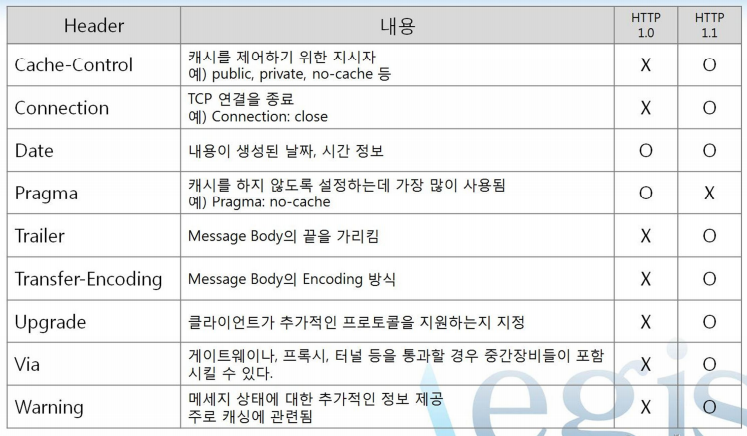 Header 내용 HTTP 1.0 HTTP 1.1
Cache-Control 캐시를 제어하기 위한 지시자 X O
예) public, private, no-cache 등
Connection TCP 연결을 종료 X O
예) Connection: close
Date 내용이 생성된 날짜, 시간 정보 O O
Pragma 캐시를 하지 않도록 설정하는데 가장 많이 사용됨 O X
예) Pragma: no-cache
Trailer Message Body의 끝을 가리킴 X O
Transfer-Encoding Message Body의 Encoding 방식 X O
Upgrade 클라이언트가 추가적인 프로토콜을 지원하는지 지정 X O
Via 게이트웨이나, 프록시, 터널 등을 통과할 경우 중간장비들이 포함 X O
시킬 수 있다.
Warning 메세지 상태에 대한 추가적인 정보 제공 X O
주로 캐싱에 관련됨
Aegis